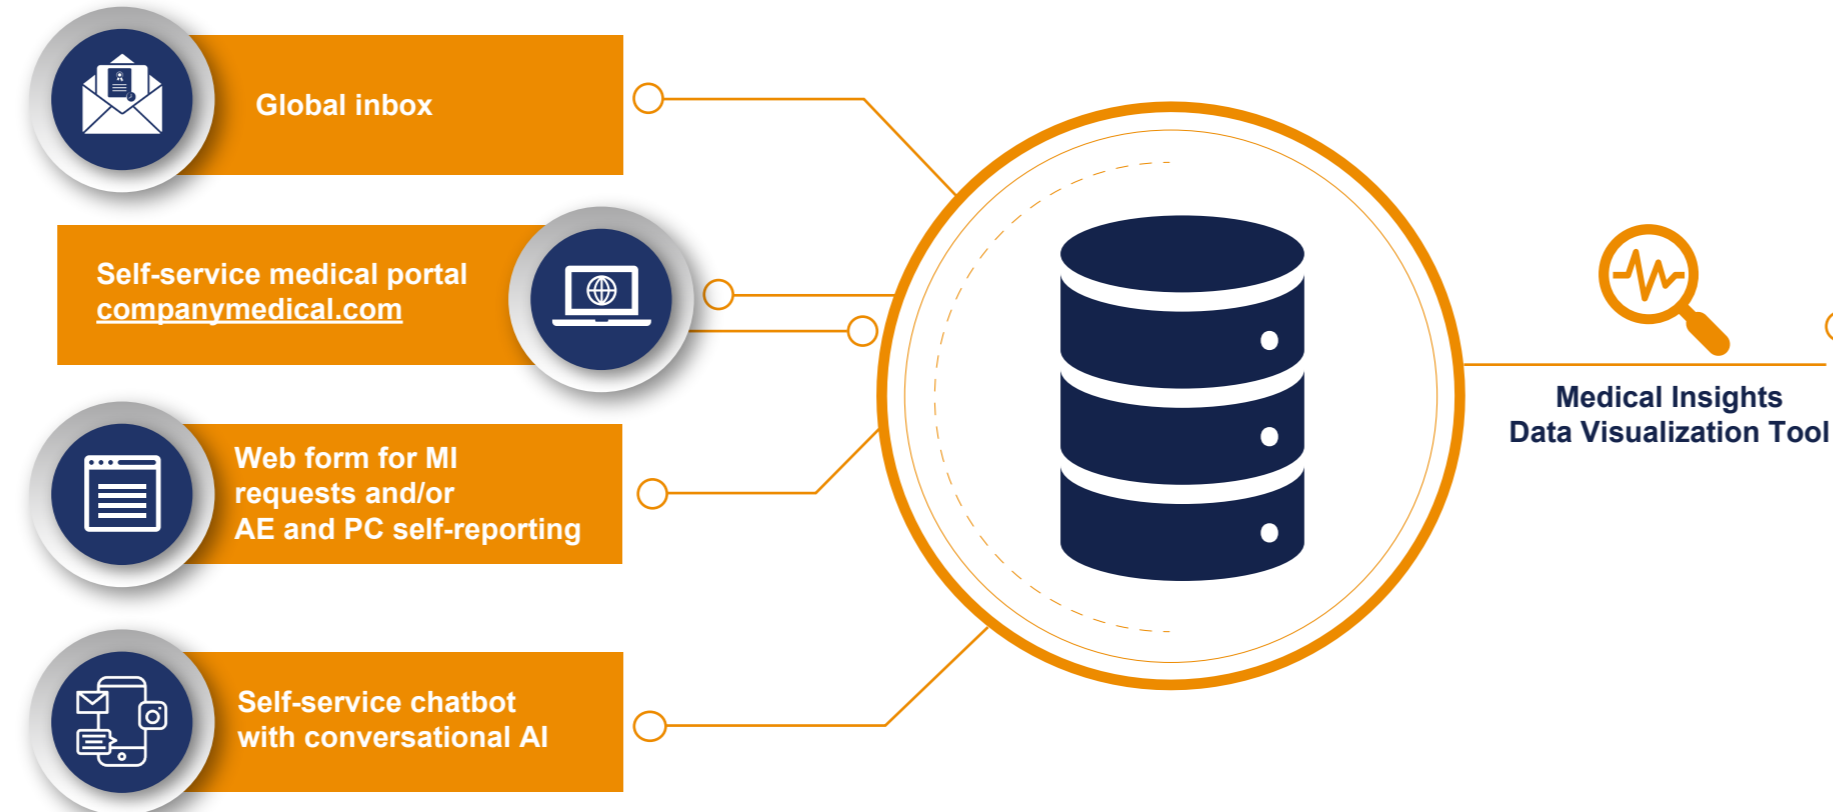 Global inbox
Self-service medical portal
companymedical.com
Web form for MI
requests and/or
AE and PC self-reporting
Self-service chatbot
with conversational AI
Medical Insights
Data Visualization Tool